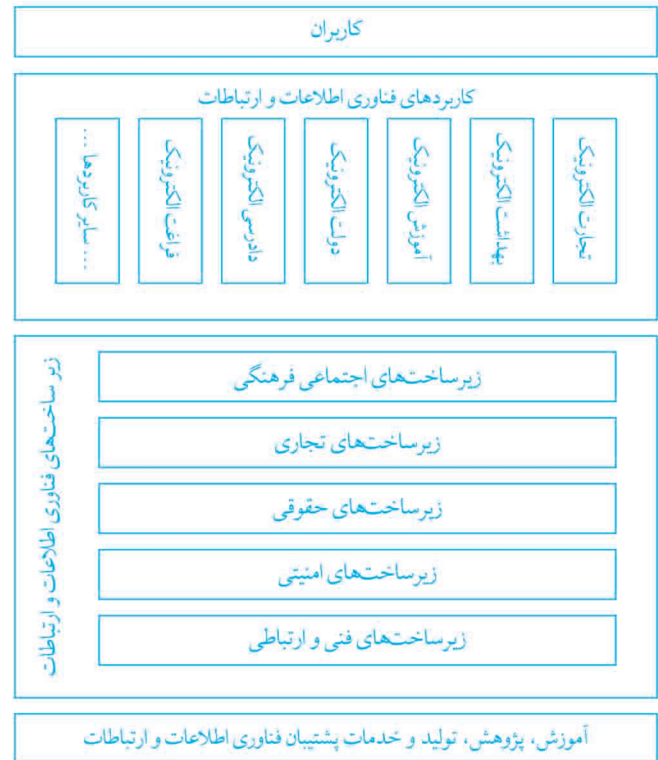 کاربران
کاربردهای فناوری اطلاعات و ارتباطات
تجارت الکترونیک
بهداشت الکترونیک
آموزش الکترونیک
دولت الکترونیک
دادرسی الکترونیک
فراغت الکترونیک
... سایر کاربردها ...
زیر ساخت‌های فناوری اطلاعات و ارتباطات
زیرساخت‌های اجتماعی فرهنگی
زیرساخت‌های تجاری
زیرساخت‌های حقوقی
زیرساخت‌های امنیتی
زیرساخت‌های فنی و ارتباطی
آموزش، پژوهش، تولید و خدمات پشتیبان فناوری اطلاعات و ارتباطات